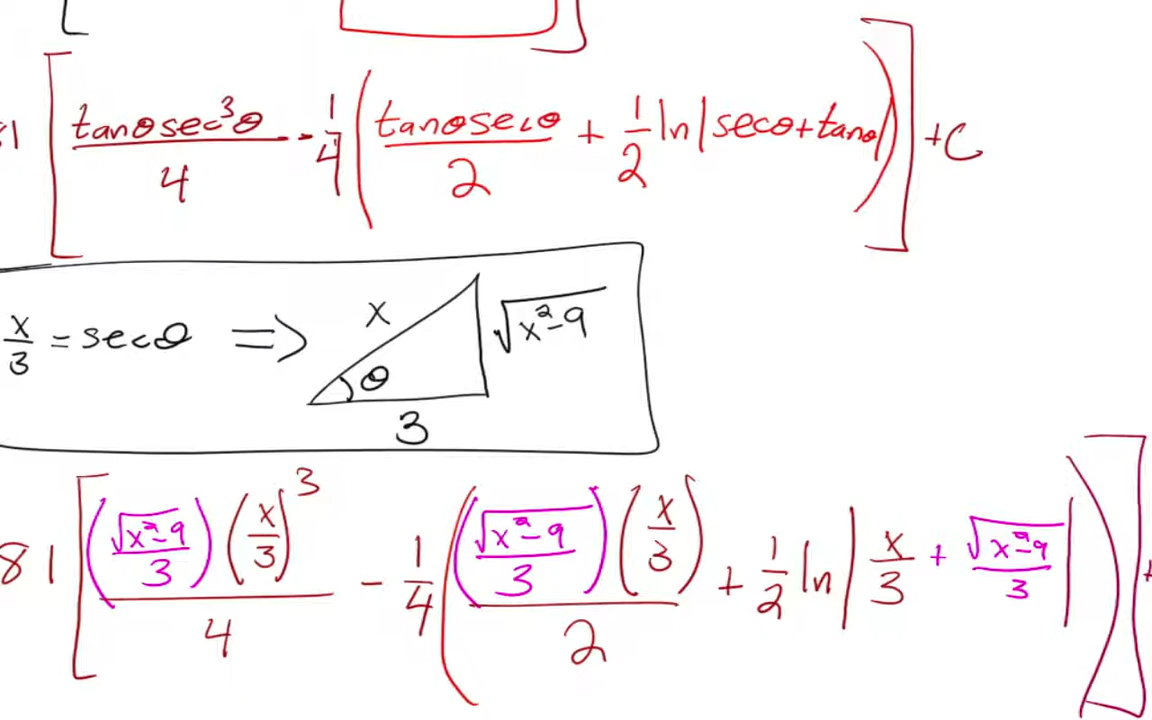 81 [ tanθsec³θ/4 - 1/4 ( tanθsecθ/2 + 1/2 ln|secθ+tanθ| ) ] +C
x/3 = secθ ⇒ x √(x²-9) θ 3
81 [ (√(x²-9)/3)(x/3)³/4 - 1/4 ( (√(x²-9)/3)(x/3)/2 + 1/2 ln| x/3 + √(x²-9)/3 | ) ] +